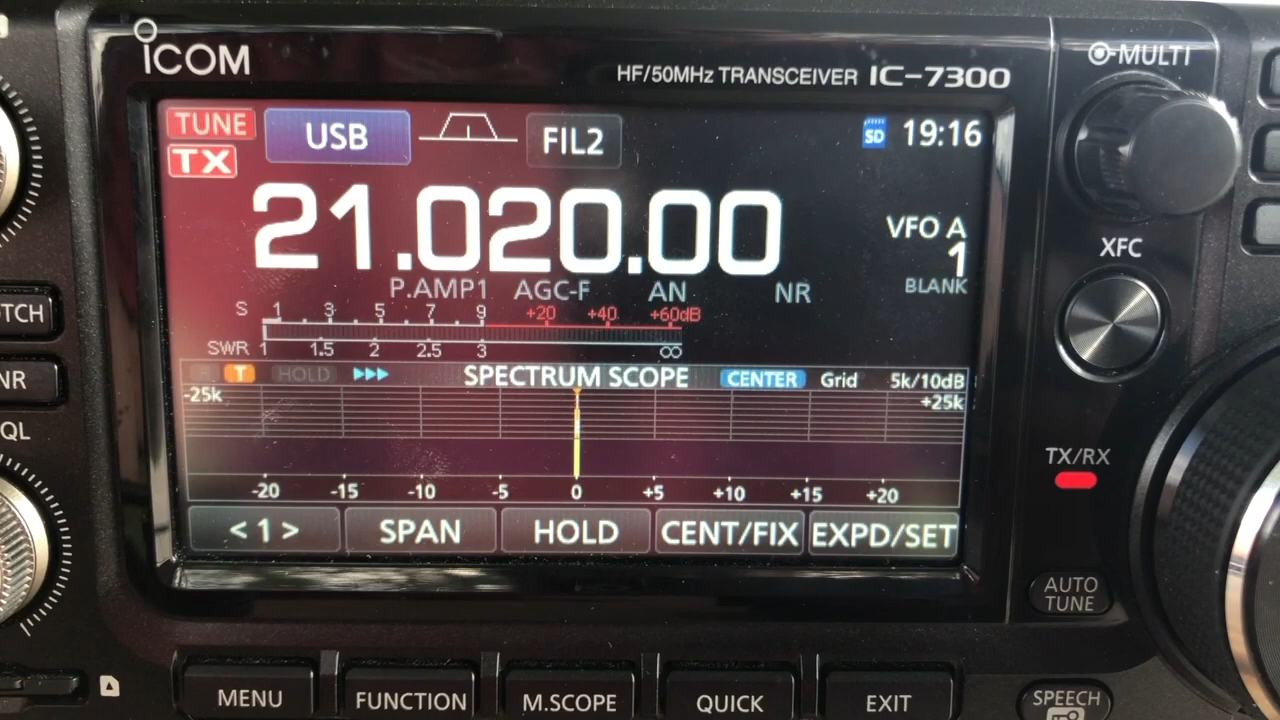 ICOM
HF/50MHz TRANSCEIVER IC-7300
MULTI
TUNE
TX
USB
FIL2
SD 19:16
21.020.00
VFO A
1
BLANK
XFC
P.AMP1 AGC-F AN NR
S 1 3 5 7 9 +20 +40 +60dB
SWR 1 1.5 2 2.5 3 ∞
T HOLD SPECTRUM SCOPE CENTER Grid 5k/10dB
-25k +25k
-20 -15 -10 -5 0 +5 +10 +15 +20
< 1 > SPAN HOLD CENT/FIX EXPD/SET
TX/RX
AUTO
TUNE
NR
MENU FUNCTION M.SCOPE QUICK EXIT
SPEECH